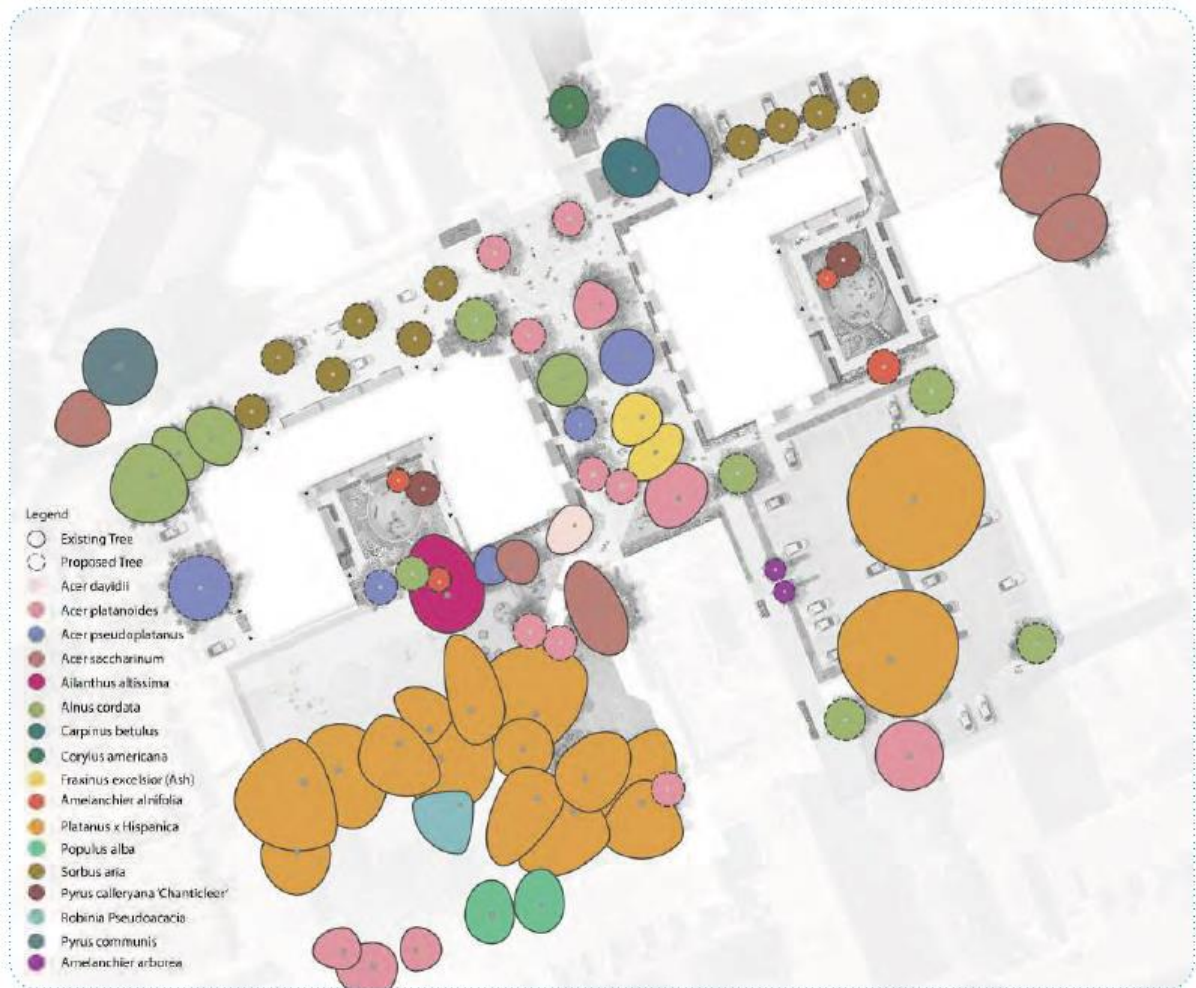 Legend
Existing Tree
Proposed Tree
Acer davidii
Acer platanoides
Acer pseudoplatanus
Acer saccharinum
Ailanthus altissima
Alnus cordata
Carpinus betulus
Corylus americana
Fraxinus excelsior (Ash)
Amelanchier alnifolia
Platanus x Hispanica
Populus alba
Sorbus aria
Pyrus calleryana 'Chanticleer'
Robinia Pseudoacacia
Pyrus communis
Amelanchier arborea